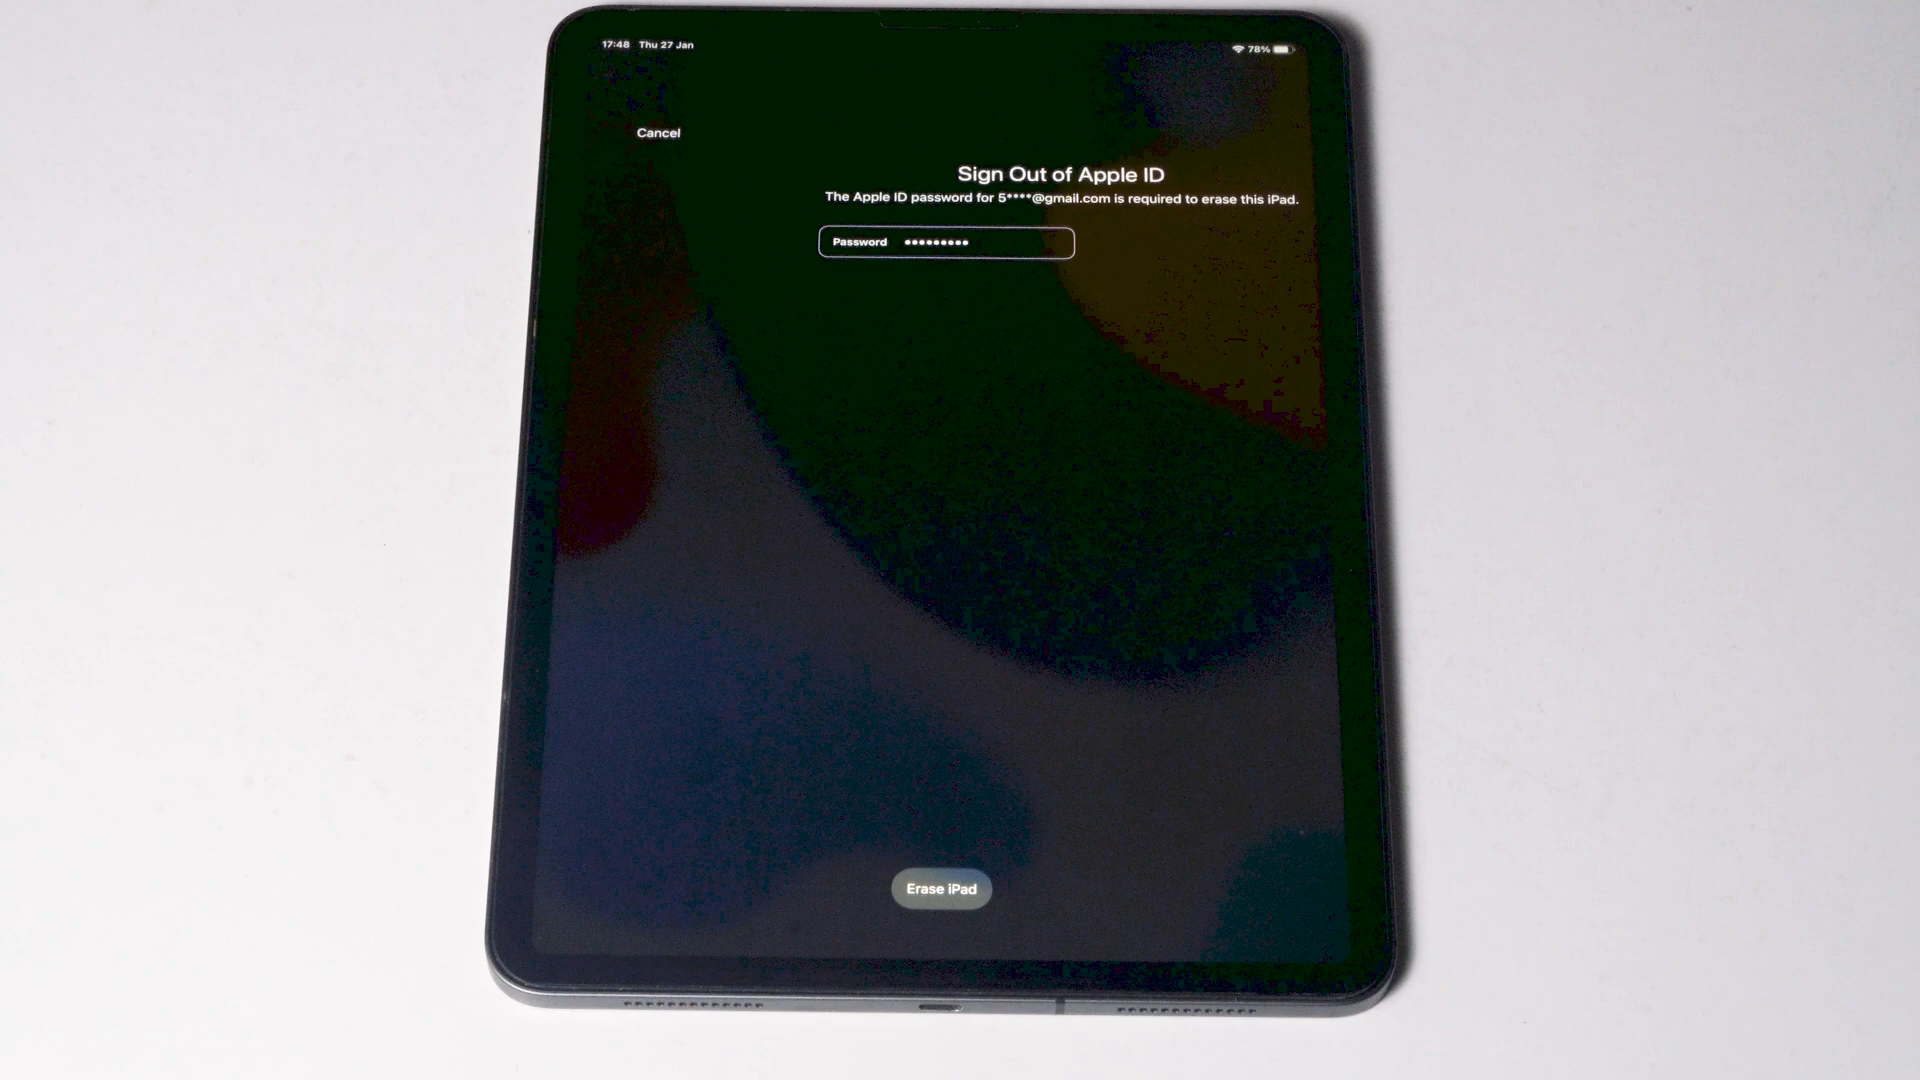 17:48 Thu 27 Jan
78%
Cancel
Sign Out of Apple ID
The Apple ID password for 5****@gmail.com is required to erase this iPad.
Password •••••••••
Erase iPad